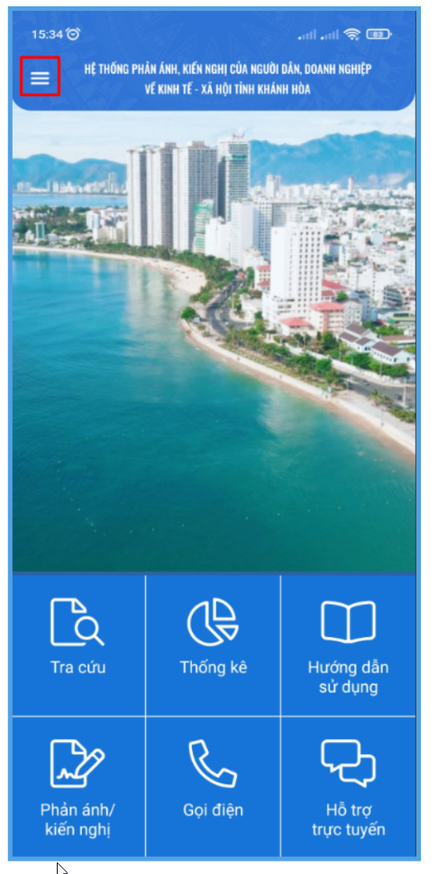 15:34
83
HỆ THỐNG PHẢN ÁNH, KIẾN NGHỊ CỦA NGƯỜI DÂN, DOANH NGHIỆP
VỀ KINH TẾ - XÃ HỘI TỈNH KHÁNH HÒA
Tra cứu
Thống kê
Hướng dẫn
sử dụng
Phản ánh/
kiến nghị
Gọi điện
Hỗ trợ
trực tuyến